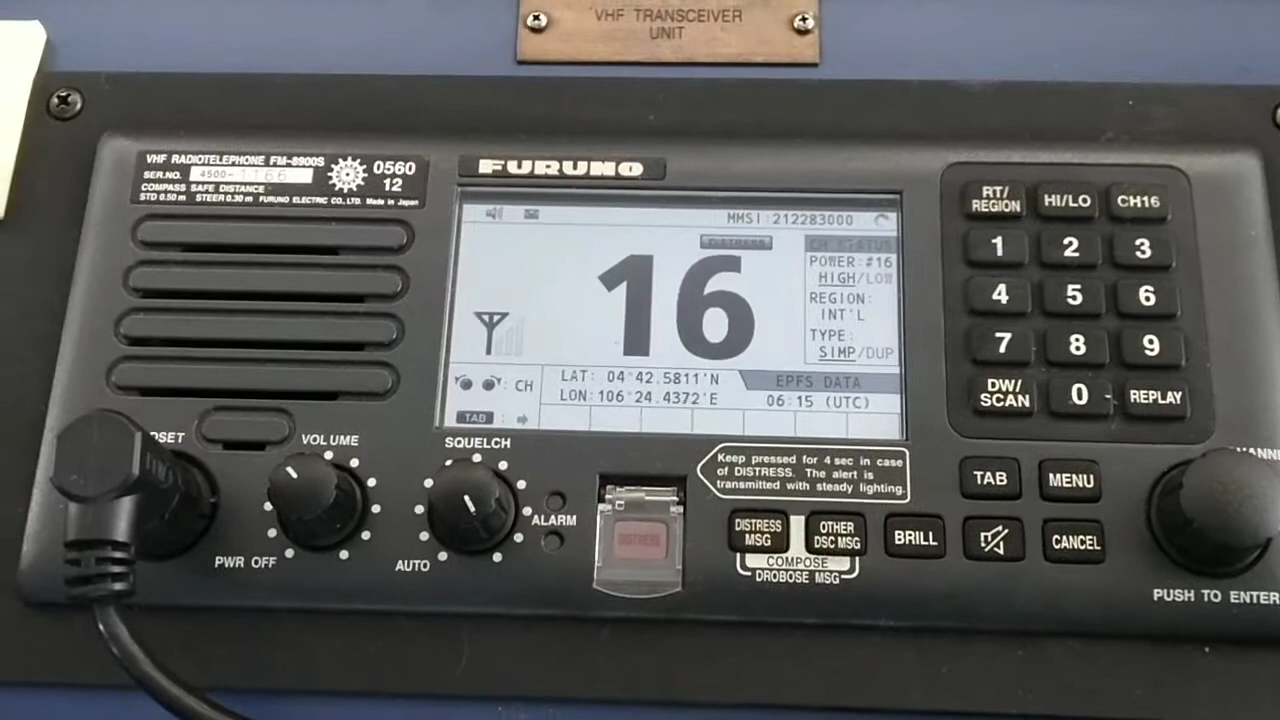 VHF TRANSCEIVER
UNIT
VHF RADIOTELEPHONE FM-8900S
SER.NO. 4500-1166
COMPASS SAFE DISTANCE
STD 0.50 m STEER 0.30 m FURUNO ELECTRIC CO., LTD. Made in Japan
0560
12
FURUNO
MMSI:212283000
DISTRESS
16
CH STATUS
POWER:#16
HIGH/LOW
REGION:
INT'L
TYPE:
SIMP/DUP
: CH
TAB :
LAT: 04°42.5811'N
LON:106°24.4372'E
EPFS DATA
06:15 (UTC)
RT/
REGION
HI/LO
CH16
1
2
3
4
5
6
7
8
9
DW/
SCAN
0
REPLAY
VOLUME
PWR OFF
SQUELCH
AUTO
ALARM
DISTRESS
Keep pressed for 4 sec in case
of DISTRESS. The alert is
transmitted with steady lighting.
DISTRESS
MSG
OTHER
DSC MSG
COMPOSE
DROBOSE MSG
BRILL
TAB
MENU
CANCEL
PUSH TO ENTER